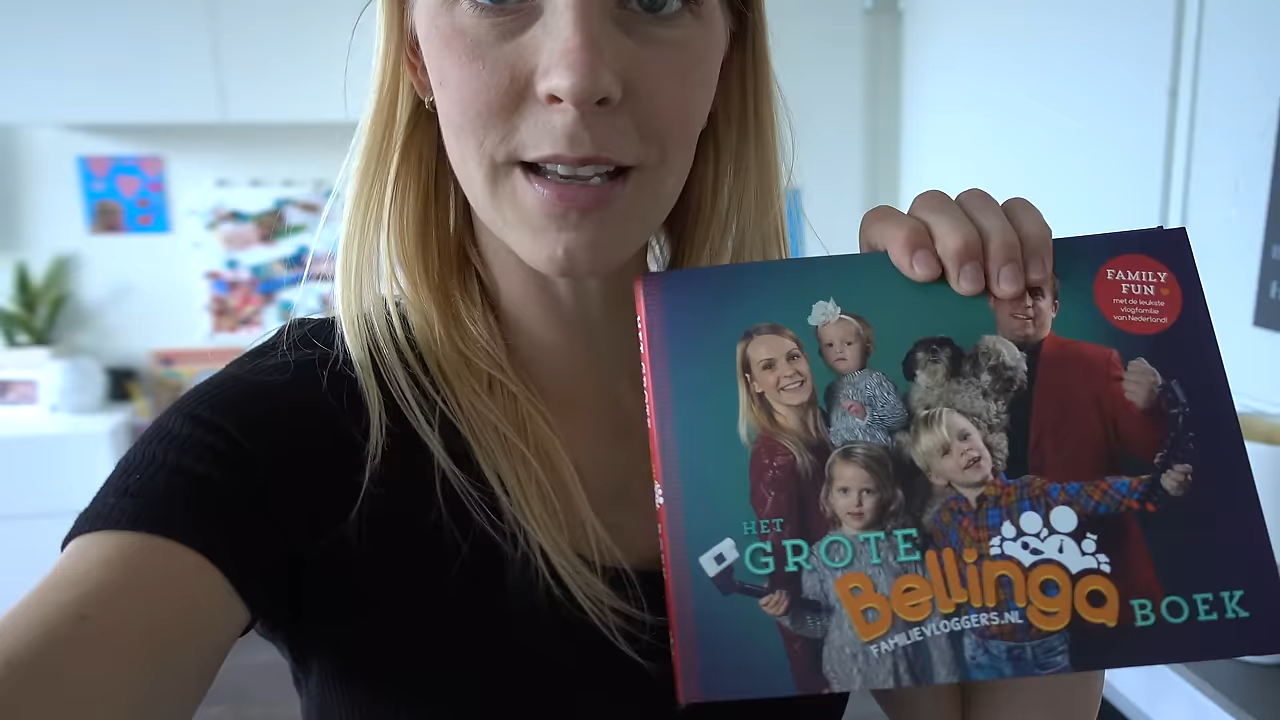 FAMILY
FUN
met de leukste
vlogfamilie
van Nederland!
HET
GROTE
Bellinga
FAMILIEVLOGGERS.NL
BOEK